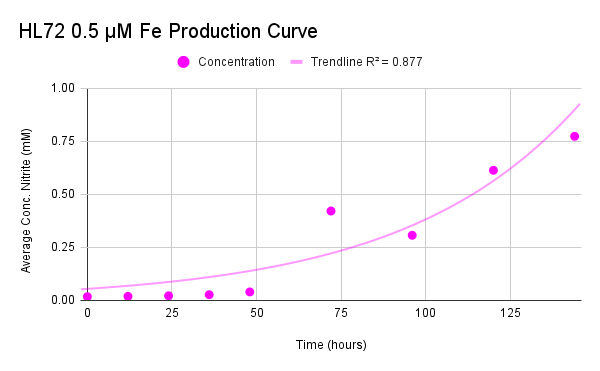 HL72 0.5 µM Fe Production Curve
Concentration Trendline R² = 0.877
Average Conc. Nitrite (mM)
1.00
0.75
0.50
0.25
0.00
0 25 50 75 100 125
Time (hours)